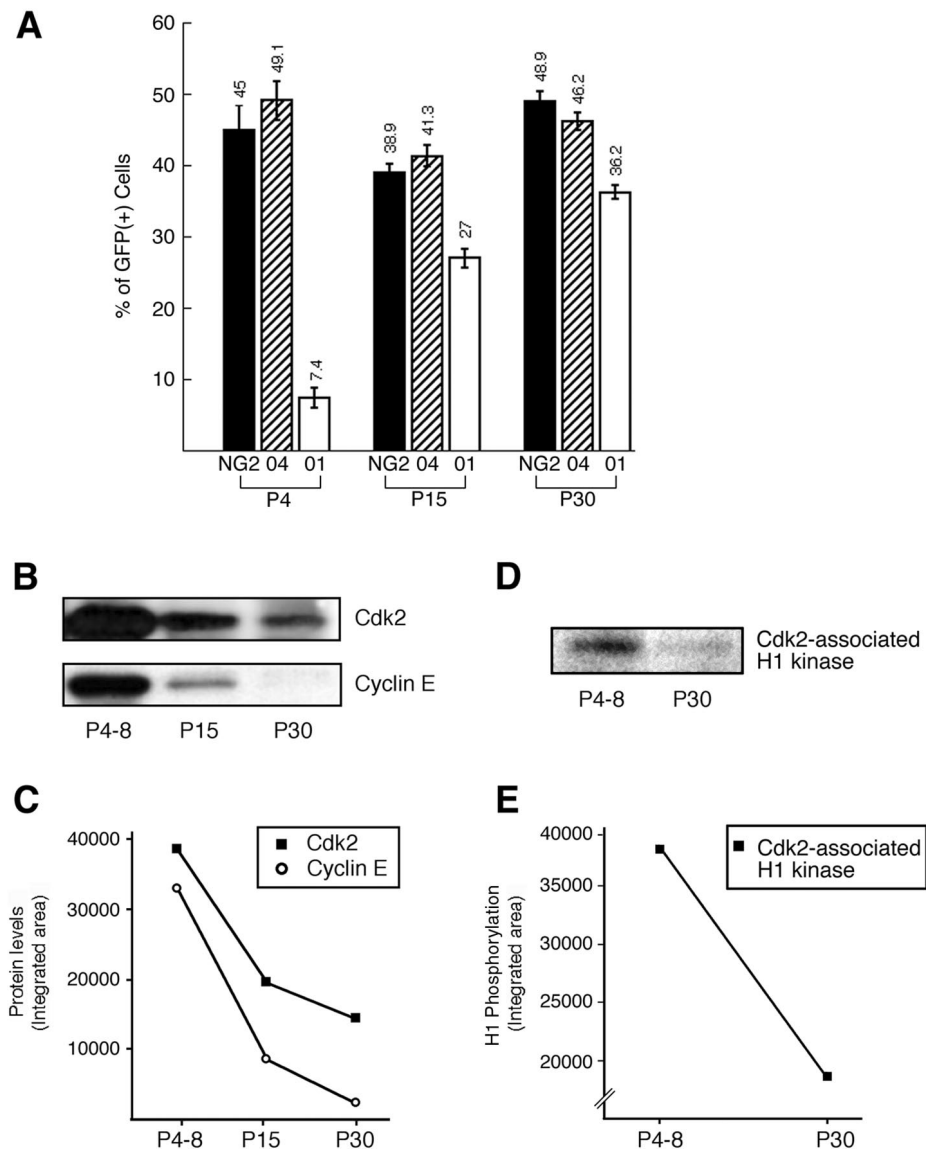 A
% of GFP(+) Cells
60
50
40
30
20
10
45
49.1
7.4
38.9
41.3
27
48.9
46.2
36.2
NG2 04 01
NG2 04 01
NG2 04 01
P4
P15
P30
B
Cdk2
Cyclin E
P4-8 P15 P30
D
Cdk2-associated
H1 kinase
P4-8 P30
C
Protein levels
(Integrated area)
40000
30000
20000
10000
Cdk2
Cyclin E
P4-8 P15 P30
E
H1 Phosphorylation
(Integrated area)
40000
35000
30000
25000
20000
Cdk2-associated
H1 kinase
P4-8 P30